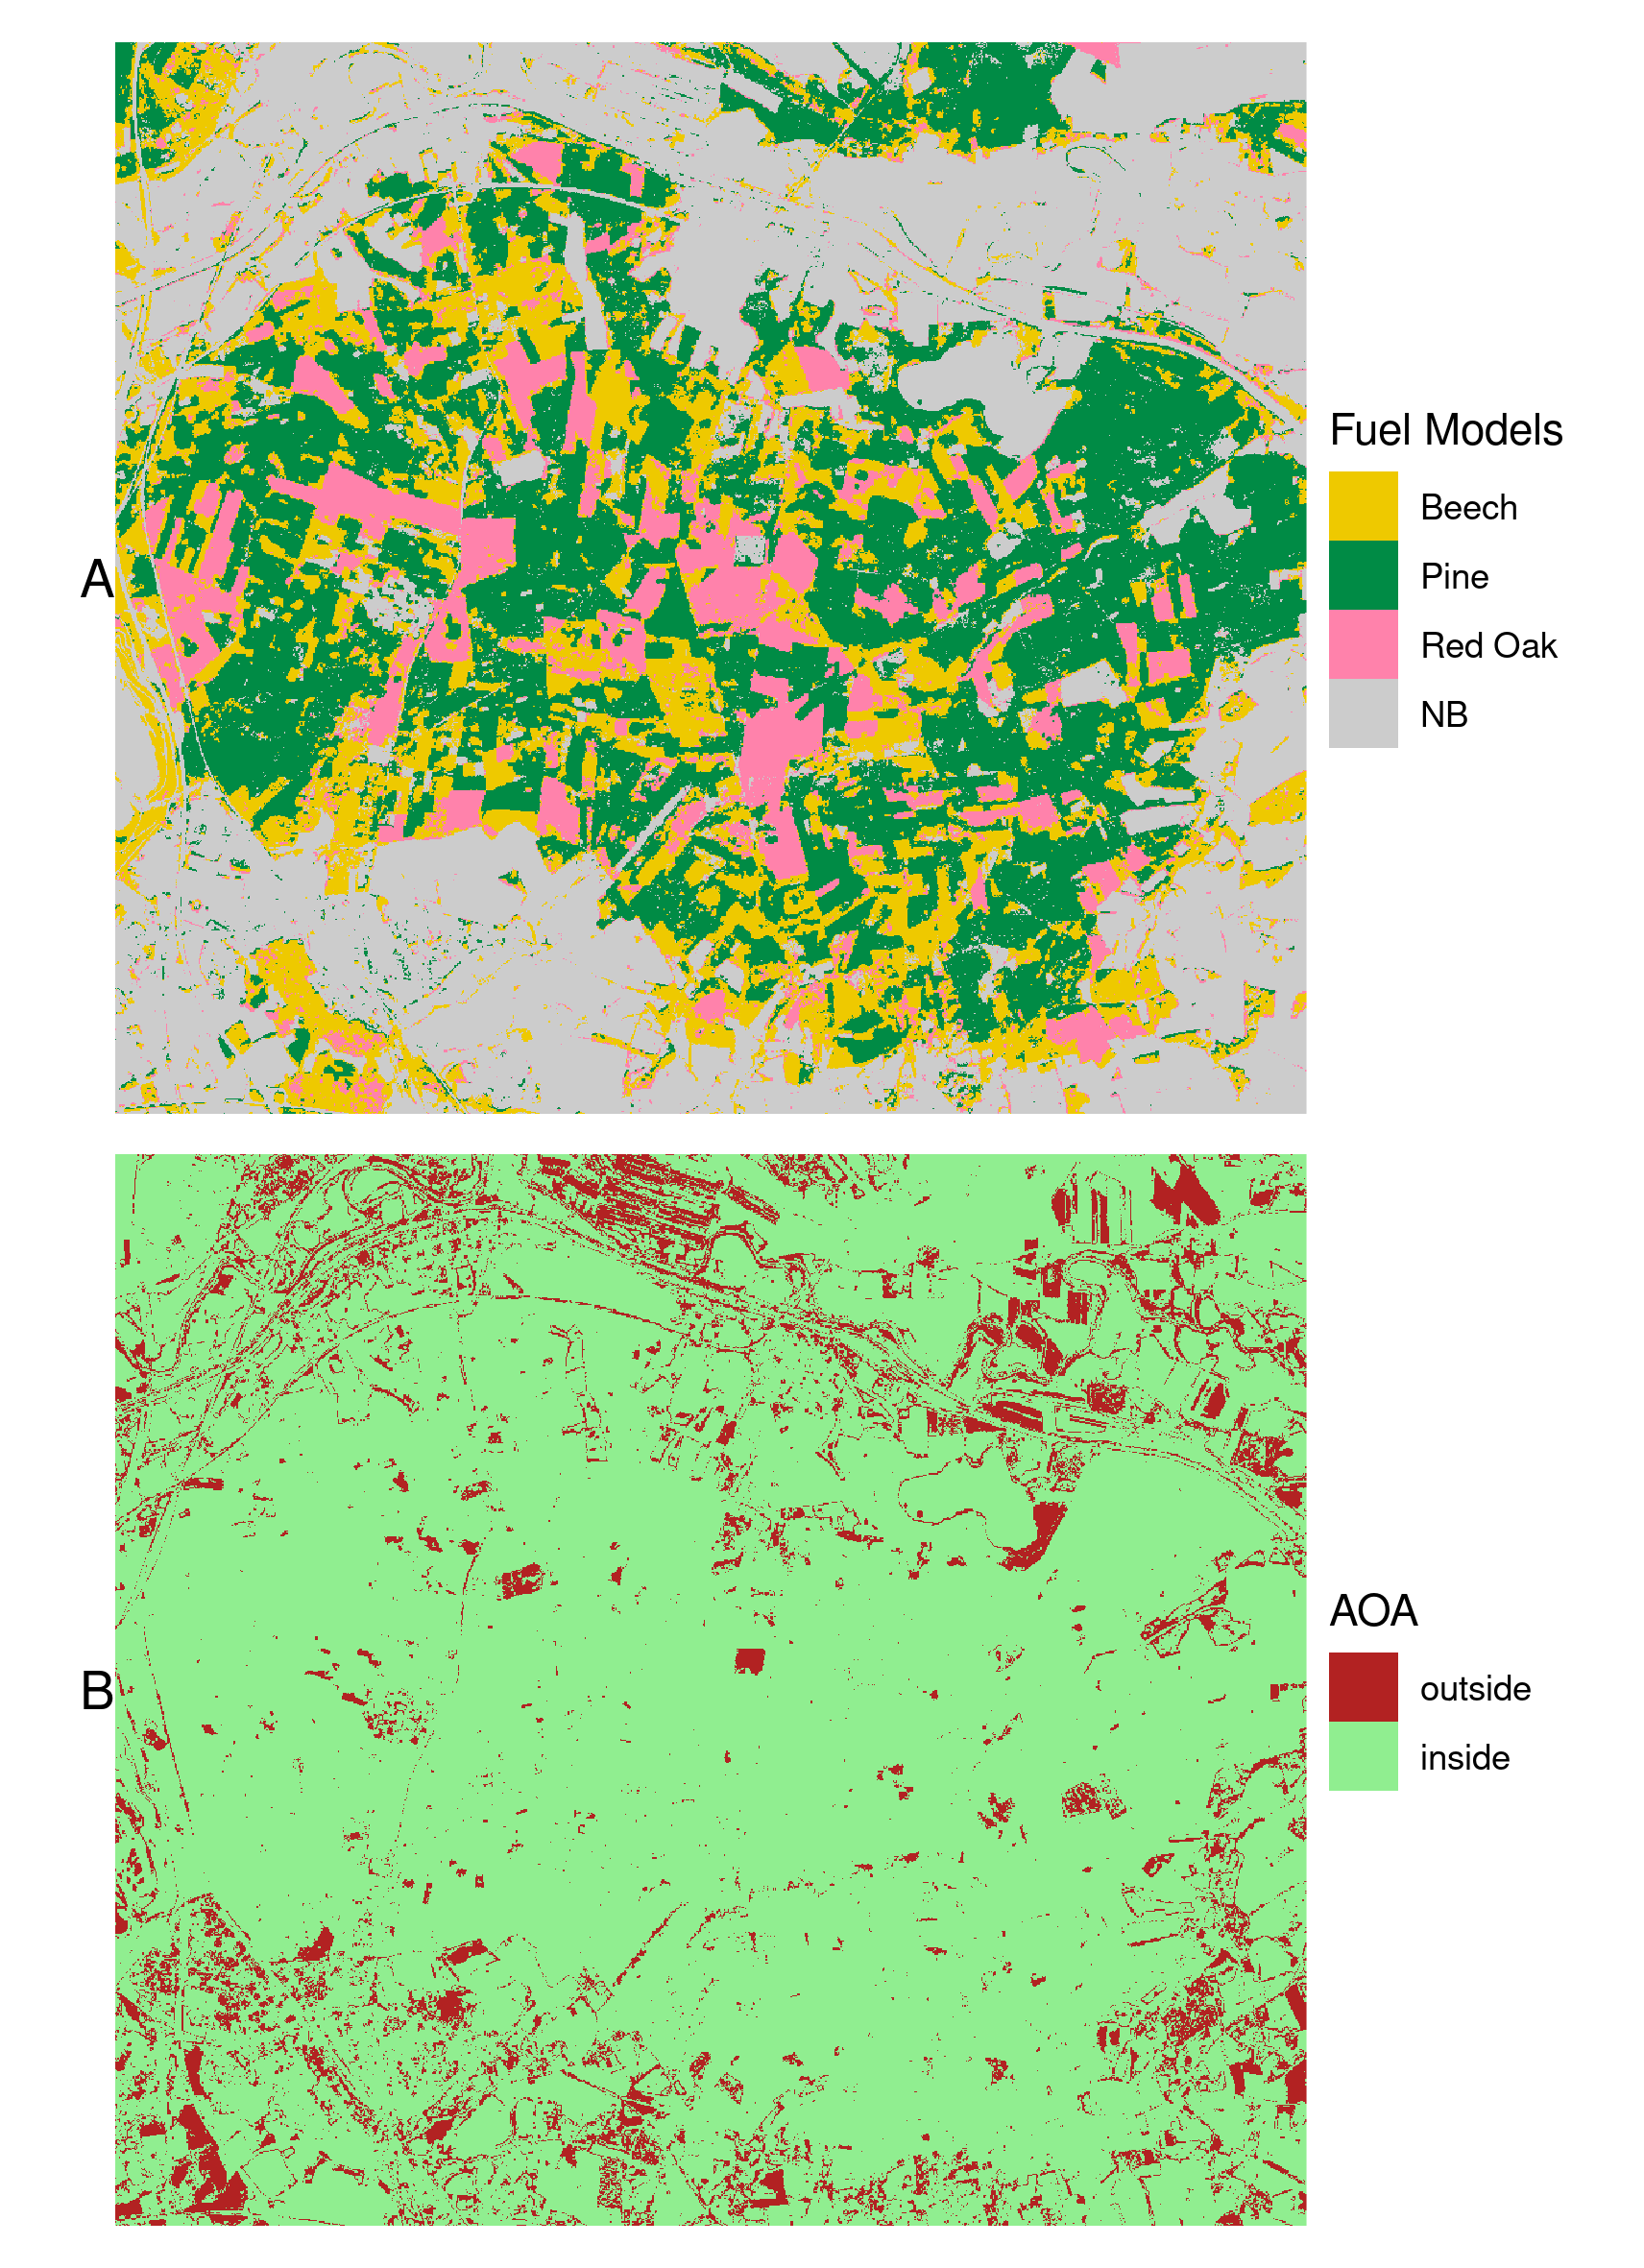 A
Fuel Models
Beech
Pine
Red Oak
NB
B
AOA
outside
inside